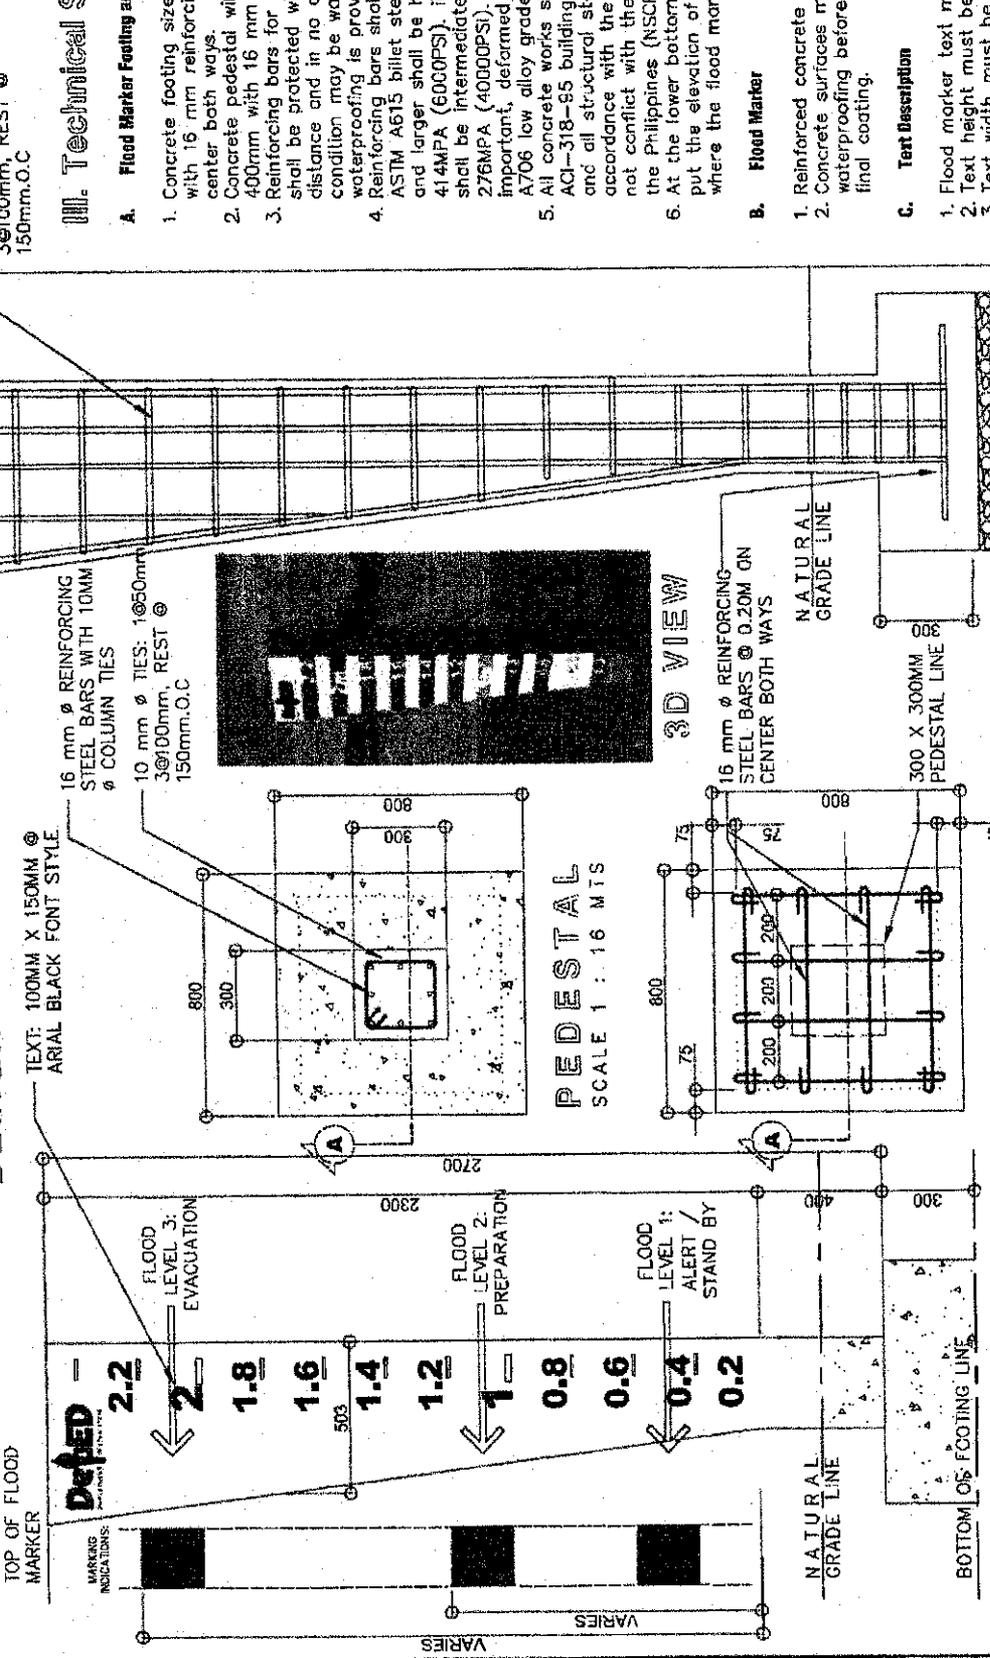 TOP OF FLOOD
MARKER
MARKING
INDICATIONS:
VARIES
VARIES
DepED
2.2
2
1.8
1.6
1.4
1.2
1
0.8
0.6
0.4
0.2
503
FLOOD
LEVEL 3:
EVACUATION
FLOOD
LEVEL 2:
PREPARATION
FLOOD
LEVEL 1:
ALERT /
STAND BY
NATURAL
GRADE LINE
BOTTOM OF FOOTING LINE
2300
2700
400
300
TEXT: 100MM X 150MM @
ARIAL BLACK FONT STYLE
16 mm ø REINFORCING
STEEL BARS WITH 10MM
ø COLUMN TIES
10 mm ø TIES: 1@50mm
3@100mm, REST @
150mm.O.C
800
300
800
300
A
PEDESTAL
SCALE 1 : 16 MTS
3D VIEW
800
75
75
75
200
200
200
800
A
16 mm ø REINFORCING
STEEL BARS @ 0.20M ON
CENTER BOTH WAYS
300 X 300MM
PEDESTAL LINE
NATURAL
GRADE LINE
300
3@100mm, REST @
150mm.O.C
III. Technical
A. Flood Marker Footing a
1. Concrete footing size
with 16 mm reinforci
center both ways.
2. Concrete pedestal wi
400mm with 16 mm
3. Reinforcing bars for
shall be protected w
distance and in no c
condition may be wa
waterproofing is prov
4. Reinforcing bars shal
ASTM A615 billet ste
and larger shall be h
414MPA (6000PSI). i
shall be intermediate
276MPA (40000PSI).
important, deformed
A706 low alloy grade
5. All concrete works s
ACI-318-95 building
and all structural st
accordance with the
not conflict with the
the Philippines (NSCP
6. At the lower bottom
put the elevation of
where the flood mar
B. Flood Marker
1. Reinforced concrete
2. Concrete surfaces m
waterproofing before
final coating.
C. Text Description
1. Flood marker text m
2. Text height must be
3. Text width must be